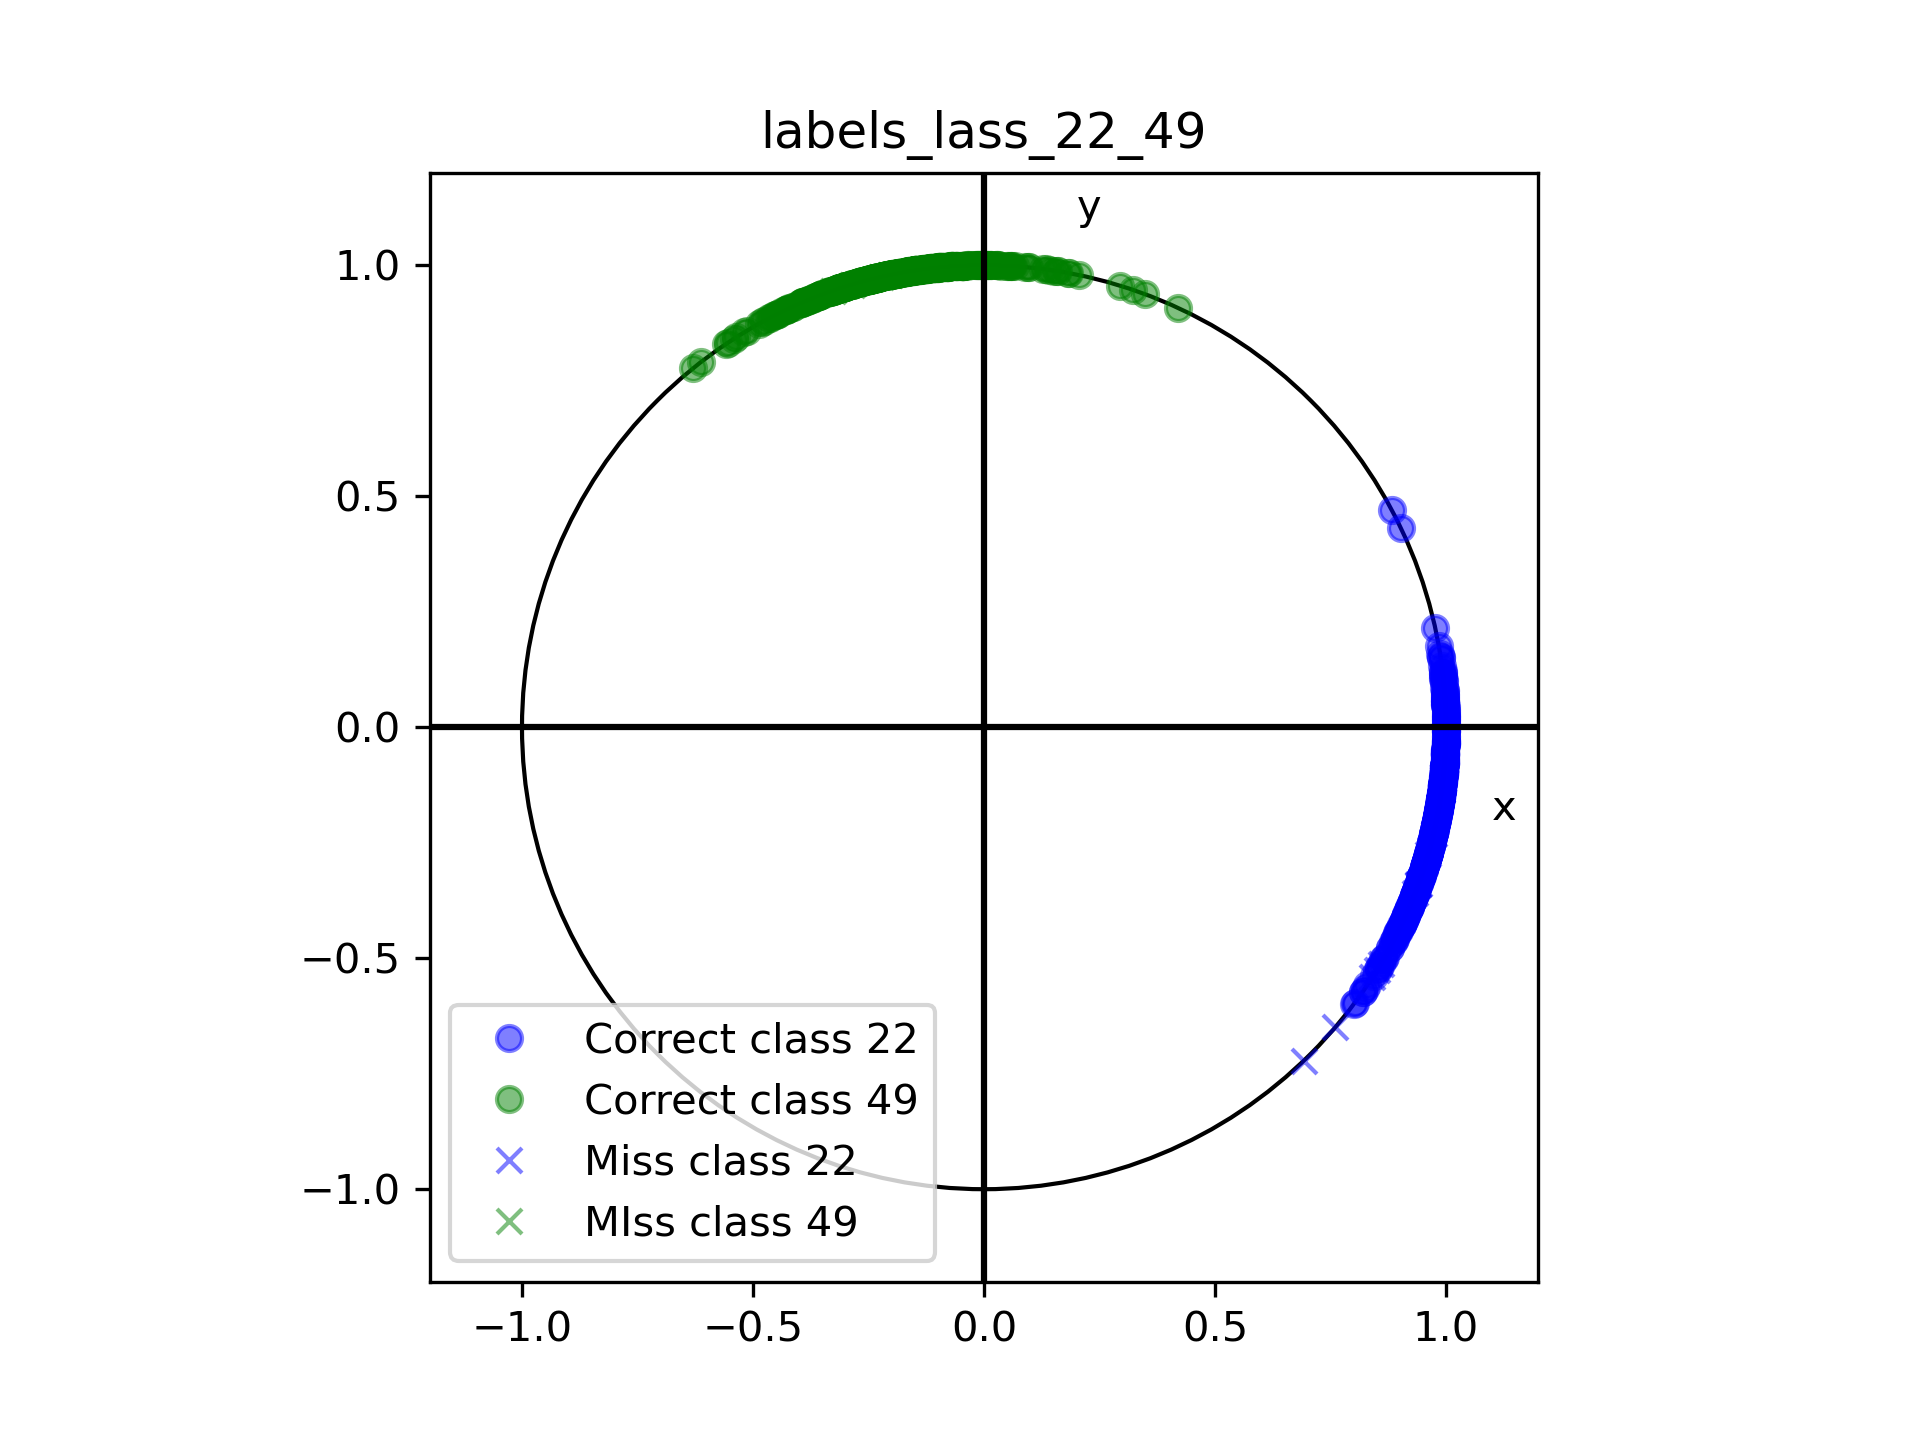 labels_lass_22_49
y
1.0
0.5
0.0
x
−0.5
−1.0
Correct class 22
Correct class 49
Miss class 22
MIss class 49
−1.0 −0.5 0.0 0.5 1.0